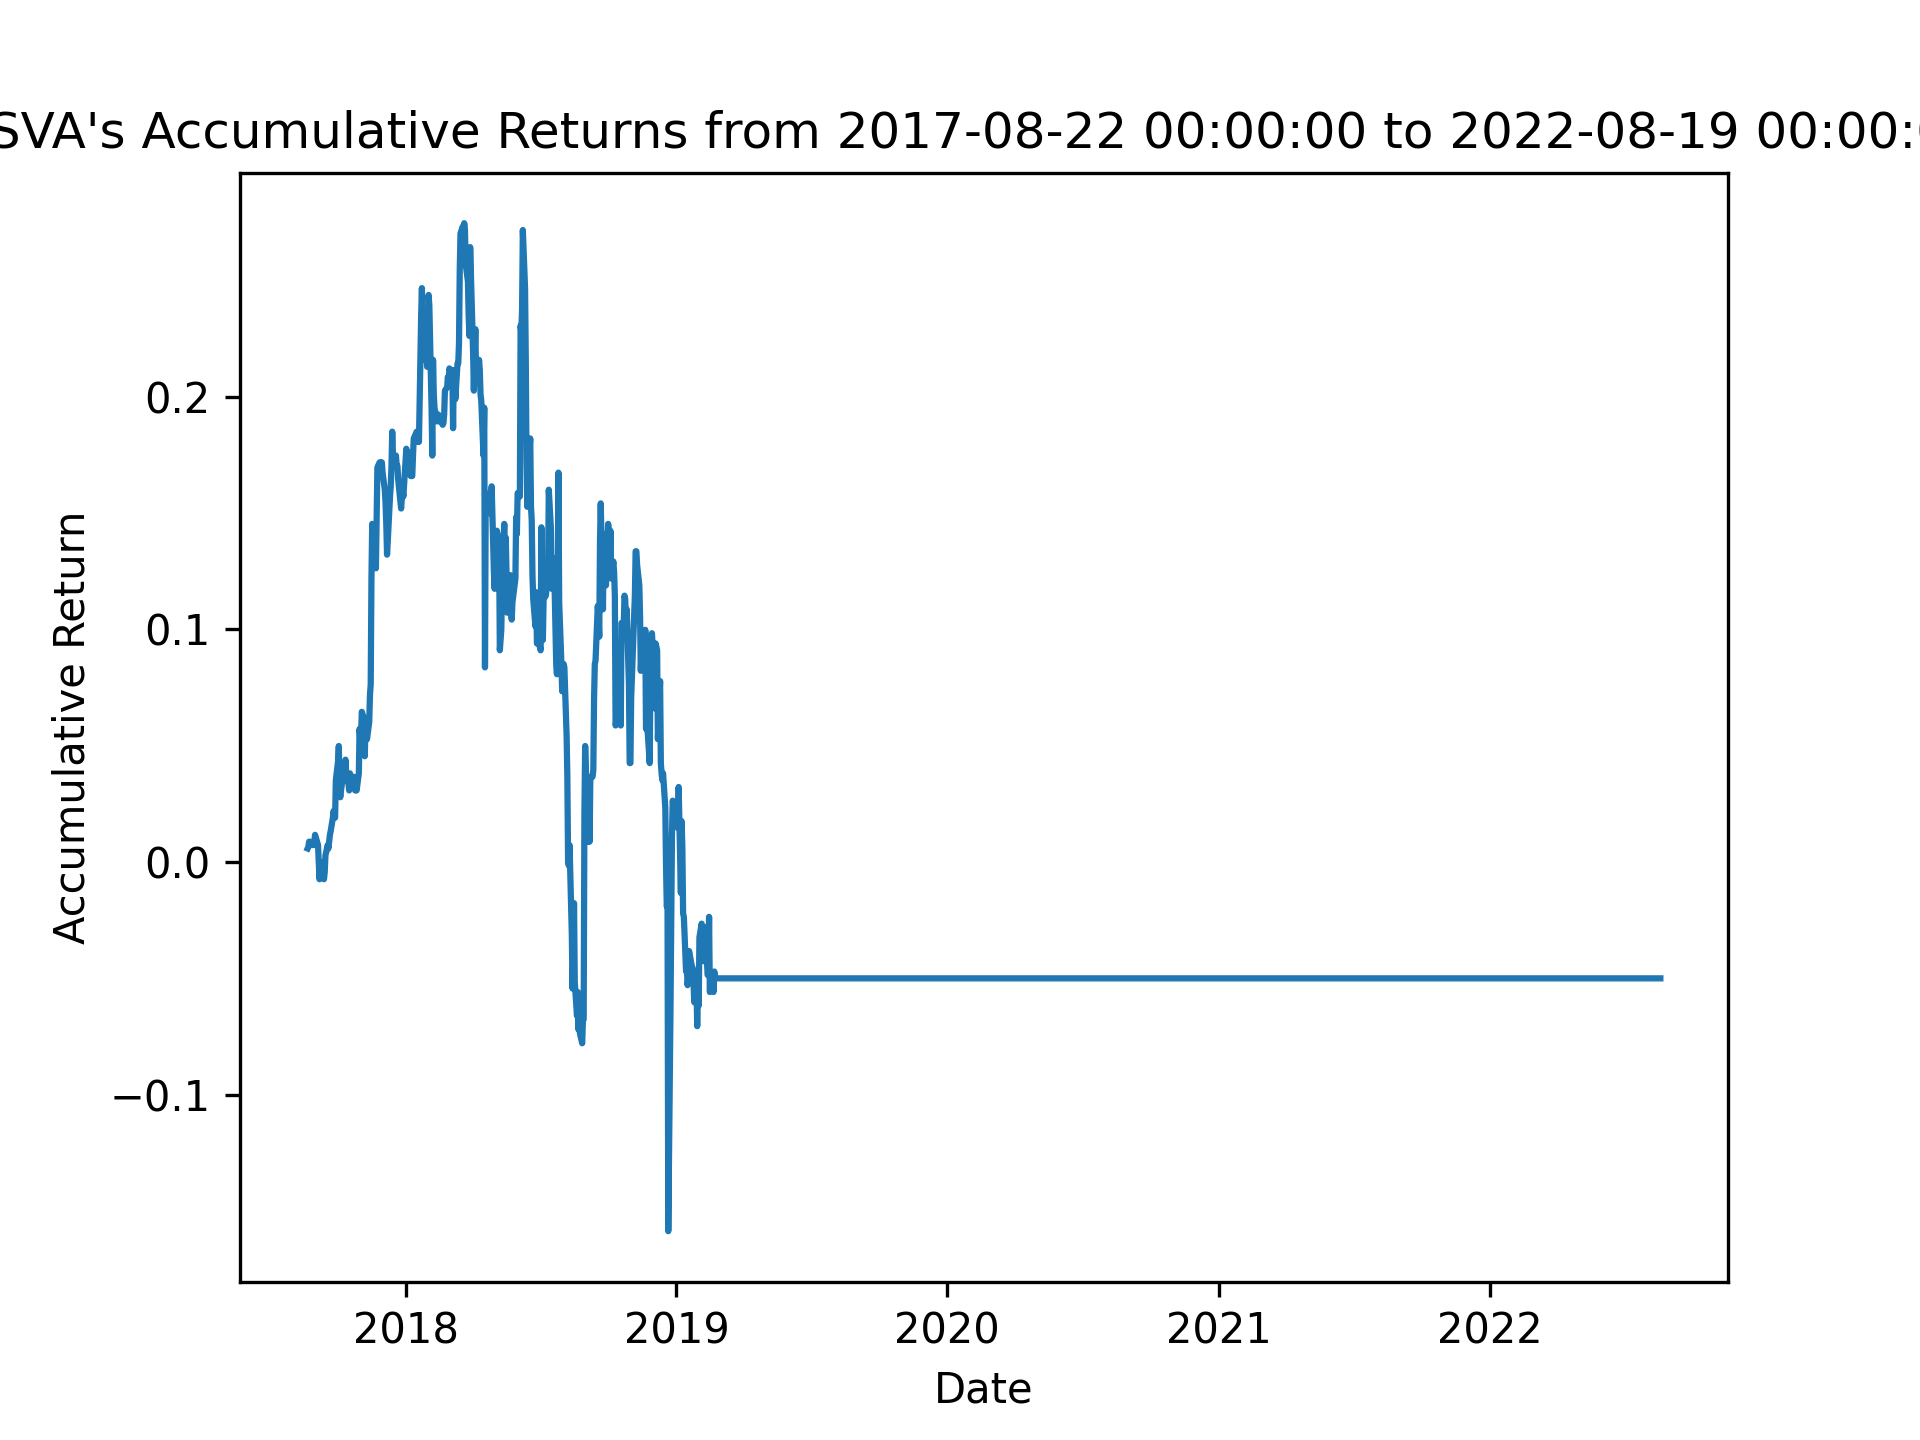 SVA's Accumulative Returns from 2017-08-22 00:00:00 to 2022-08-19 00:00:
0.2
0.1
0.0
−0.1
Accumulative Return
2018 2019 2020 2021 2022
Date